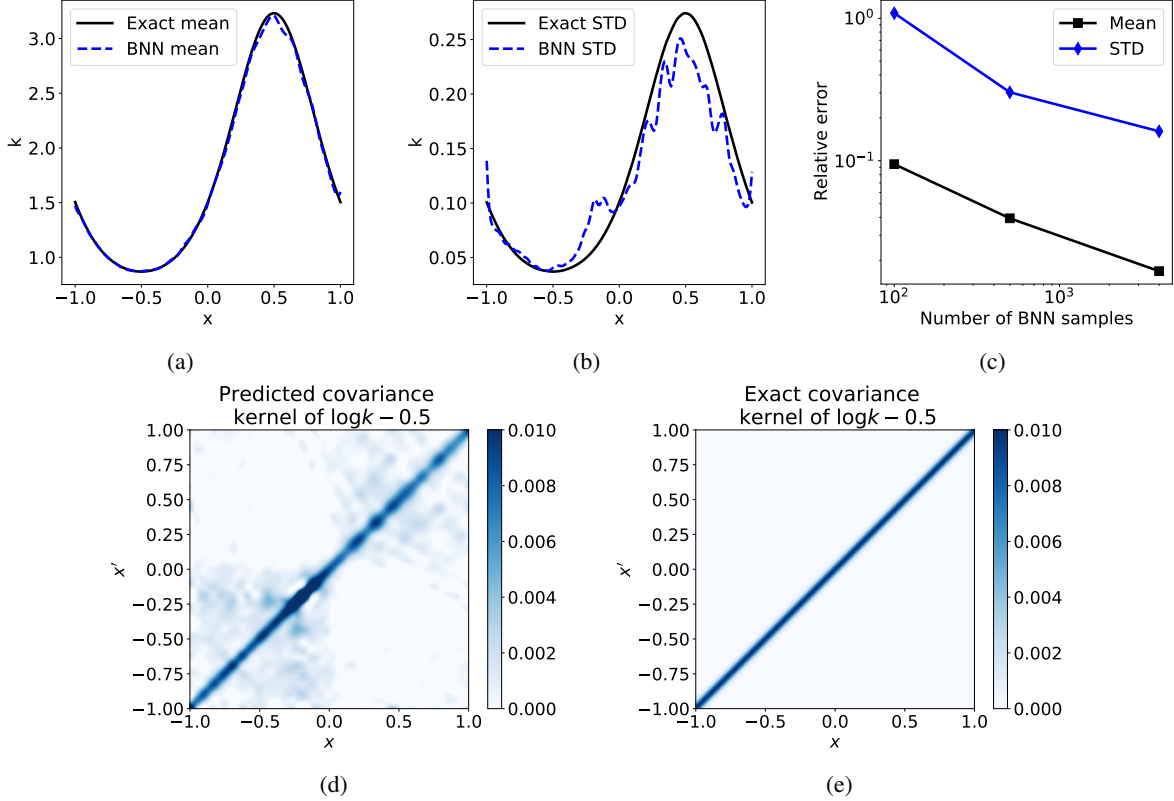 Exact mean
BNN mean
3.0
2.5
2.0
1.5
1.0
k
−1.0 −0.5 0.0 0.5 1.0
x
(a)
Exact STD
BNN STD
0.25
0.20
0.15
0.10
0.05
k
−1.0 −0.5 0.0 0.5 1.0
x
(b)
Mean
STD
10^0
10^-1
Relative error
10^2 10^3
Number of BNN samples
(c)
Predicted covariance
kernel of logk − 0.5
1.00
0.75
0.50
0.25
0.00
−0.25
−0.50
−0.75
−1.00
x′
−1.0 −0.5 0.0 0.5 1.0
x
0.010
0.008
0.006
0.004
0.002
0.000
(d)
Exact covariance
kernel of logk − 0.5
1.00
0.75
0.50
0.25
0.00
−0.25
−0.50
−0.75
−1.00
x′
−1.0 −0.5 0.0 0.5 1.0
x
0.010
0.008
0.006
0.004
0.002
0.000
(e)